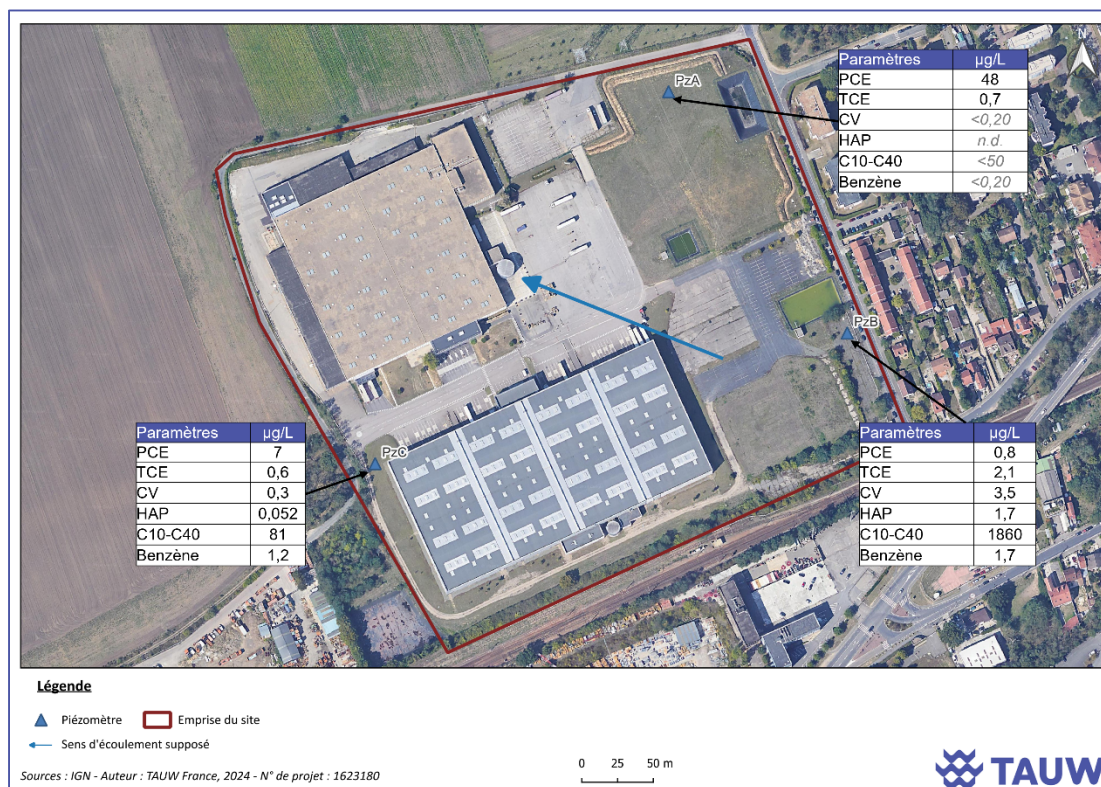 N
PzA
Paramètres µg/L
PCE 48
TCE 0,7
CV <0,20
HAP n.d.
C10-C40 <50
Benzène <0,20
PzB
PzC
Paramètres µg/L
PCE 7
TCE 0,6
CV 0,3
HAP 0,052
C10-C40 81
Benzène 1,2
Paramètres µg/L
PCE 0,8
TCE 2,1
CV 3,5
HAP 1,7
C10-C40 1860
Benzène 1,7
Légende
Piézomètre Emprise du site
Sens d'écoulement supposé
Sources : IGN - Auteur : TAUW France, 2024 - N° de projet : 1623180
0 25 50 m
TAUW